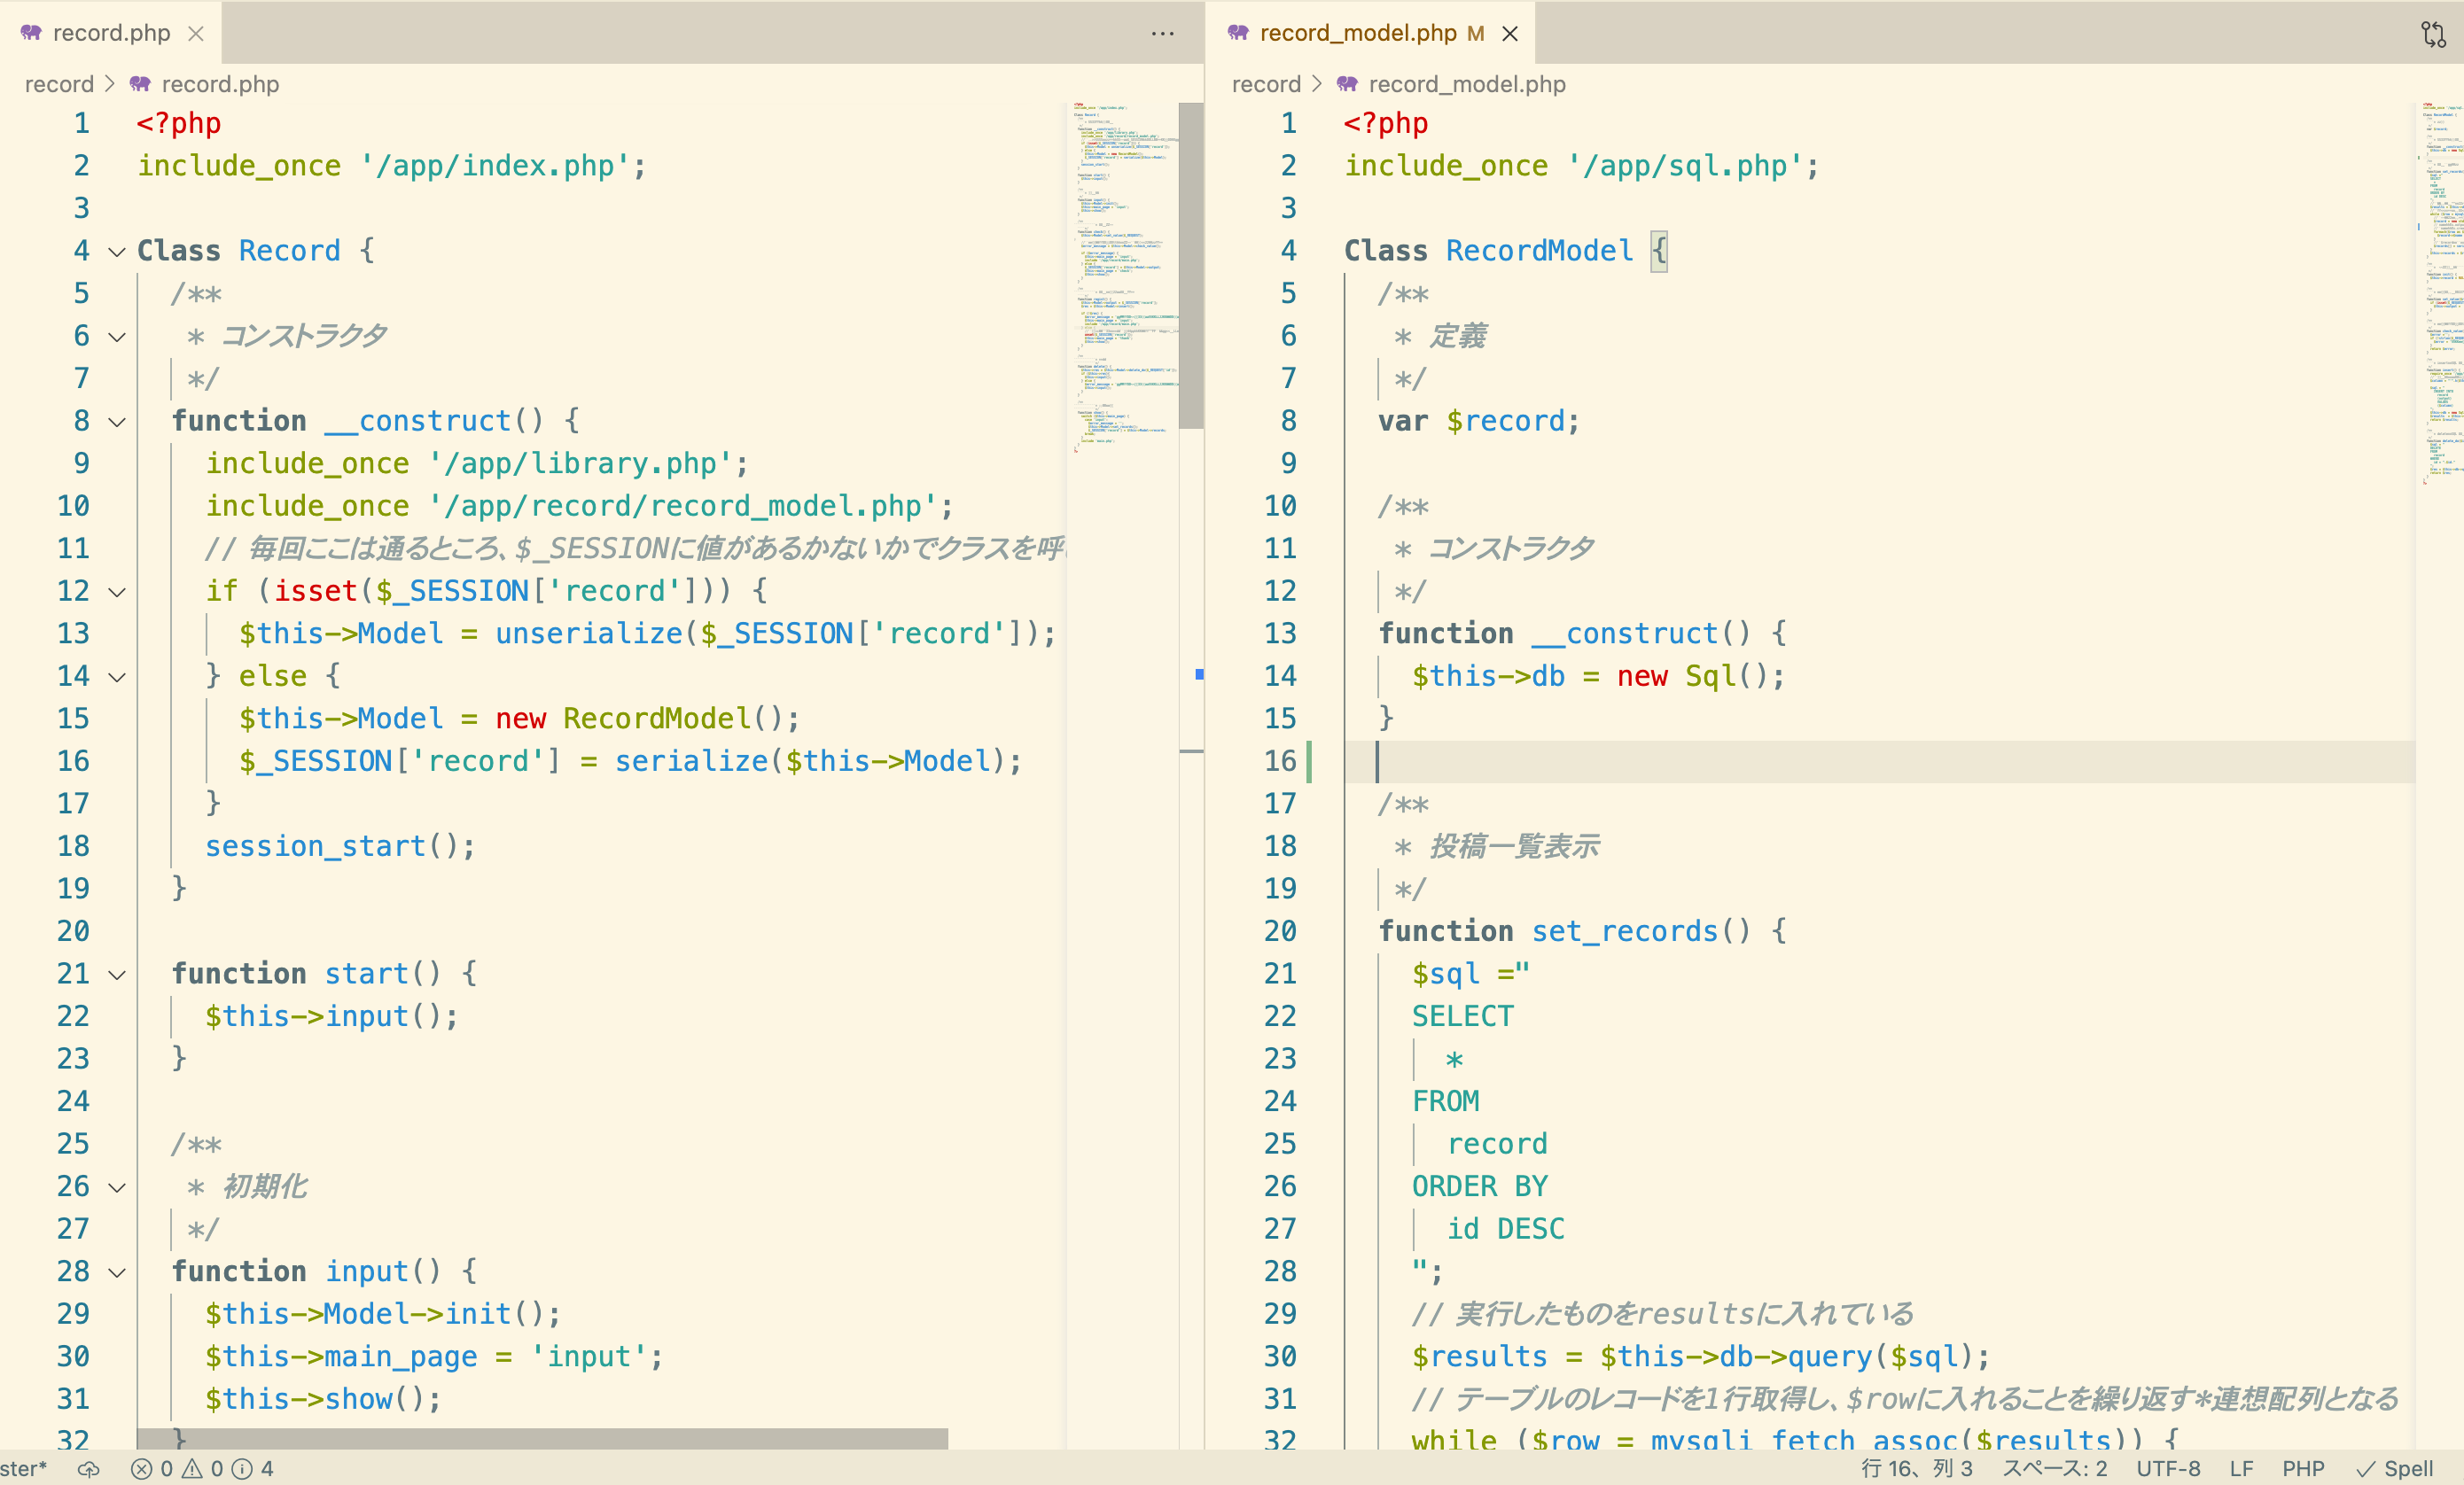 record.php
record > record.php
1 <?php
2 include_once '/app/index.php';
3
4 Class Record {
5 /**
6 * コンストラクタ
7 */
8 function __construct() {
9 include_once '/app/library.php';
10 include_once '/app/record/record_model.php';
11 // 毎回ここは通るところ、$_SESSIONに値があるかないかでクラスを呼
12 if (isset($_SESSION['record'])) {
13 $this->Model = unserialize($_SESSION['record']);
14 } else {
15 $this->Model = new RecordModel();
16 $_SESSION['record'] = serialize($this->Model);
17 }
18 session_start();
19 }
20
21 function start() {
22 $this->input();
23 }
24
25 /**
26 * 初期化
27 */
28 function input() {
29 $this->Model->init();
30 $this->main_page = 'input';
31 $this->show();
32 }
record_model.php M
record > record_model.php
1 <?php
2 include_once '/app/sql.php';
3
4 Class RecordModel {
5 /**
6 * 定義
7 */
8 var $record;
9
10 /**
11 * コンストラクタ
12 */
13 function __construct() {
14 $this->db = new Sql();
15 }
16
17 /**
18 * 投稿一覧表示
19 */
20 function set_records() {
21 $sql ="
22 SELECT
23 *
24 FROM
25 record
26 ORDER BY
27 id DESC
28 ";
29 // 実行したものをresultsに入れている
30 $results = $this->db->query($sql);
31 // テーブルのレコードを1行取得し、$rowに入れることを繰り返す*連想配列となる
32 while ($row = mysqli_fetch_assoc($results)) {
ster* 0 0 4
行 16、列 3 スペース: 2 UTF-8 LF PHP Spell